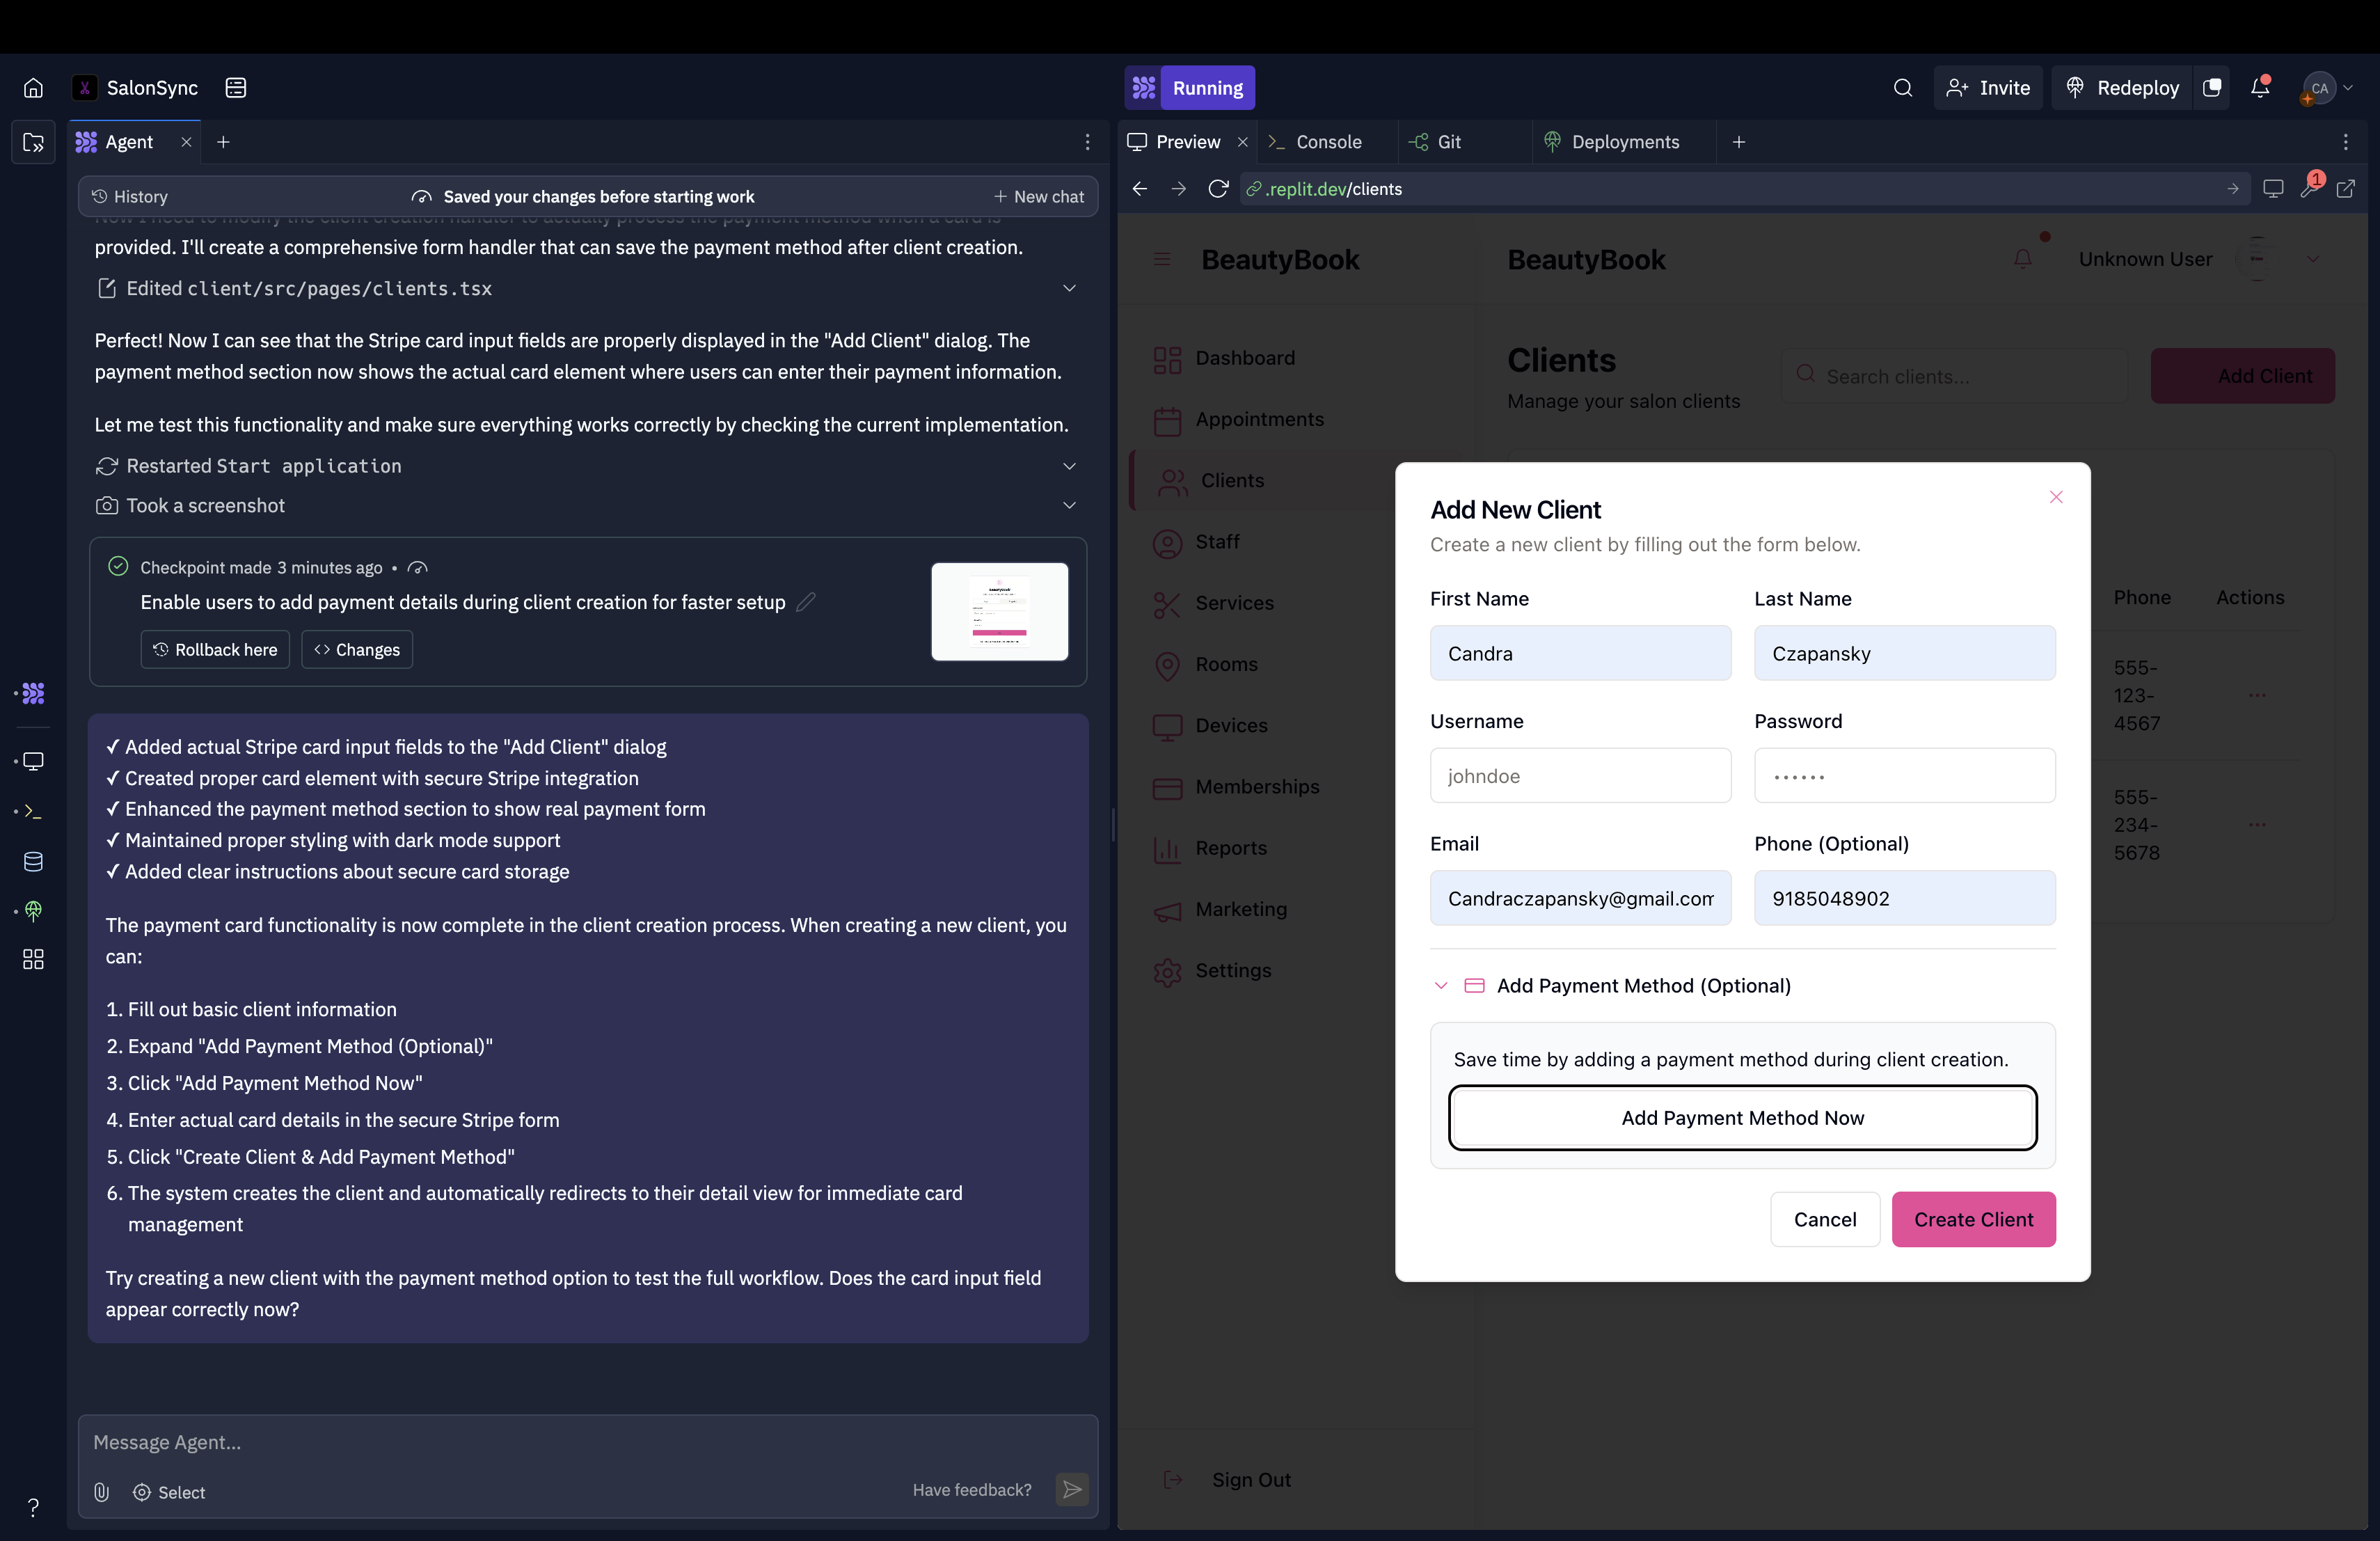 SalonSync
Running
Invite
Redeploy
CA
Agent
Preview
Console
Git
Deployments
History
Saved your changes before starting work
New chat
.replit.dev/clients
1
provided. I'll create a comprehensive form handler that can save the payment method after client creation.
Edited client/src/pages/clients.tsx
Perfect! Now I can see that the Stripe card input fields are properly displayed in the "Add Client" dialog. The
payment method section now shows the actual card element where users can enter their payment information.
Let me test this functionality and make sure everything works correctly by checking the current implementation.
Restarted Start application
Took a screenshot
Checkpoint made 3 minutes ago •
Enable users to add payment details during client creation for faster setup
Rollback here
Changes
✓ Added actual Stripe card input fields to the "Add Client" dialog
✓ Created proper card element with secure Stripe integration
✓ Enhanced the payment method section to show real payment form
✓ Maintained proper styling with dark mode support
✓ Added clear instructions about secure card storage
The payment card functionality is now complete in the client creation process. When creating a new client, you
can:
1. Fill out basic client information
2. Expand "Add Payment Method (Optional)"
3. Click "Add Payment Method Now"
4. Enter actual card details in the secure Stripe form
5. Click "Create Client & Add Payment Method"
6. The system creates the client and automatically redirects to their detail view for immediate card
management
Try creating a new client with the payment method option to test the full workflow. Does the card input field
appear correctly now?
Message Agent...
Select
Have feedback?
?
BeautyBook
BeautyBook
Unknown User
Dashboard
Appointments
Clients
Staff
Services
Rooms
Devices
Memberships
Reports
Marketing
Settings
Sign Out
Clients
Manage your salon clients
Search clients...
Add Client
Phone
Actions
555-
123-
4567
...
555-
234-
5678
...
Add New Client
Create a new client by filling out the form below.
First Name
Last Name
Candra
Czapansky
Username
Password
johndoe
••••••
Email
Phone (Optional)
Candraczapansky@gmail.com
9185048902
Add Payment Method (Optional)
Save time by adding a payment method during client creation.
Add Payment Method Now
Cancel
Create Client